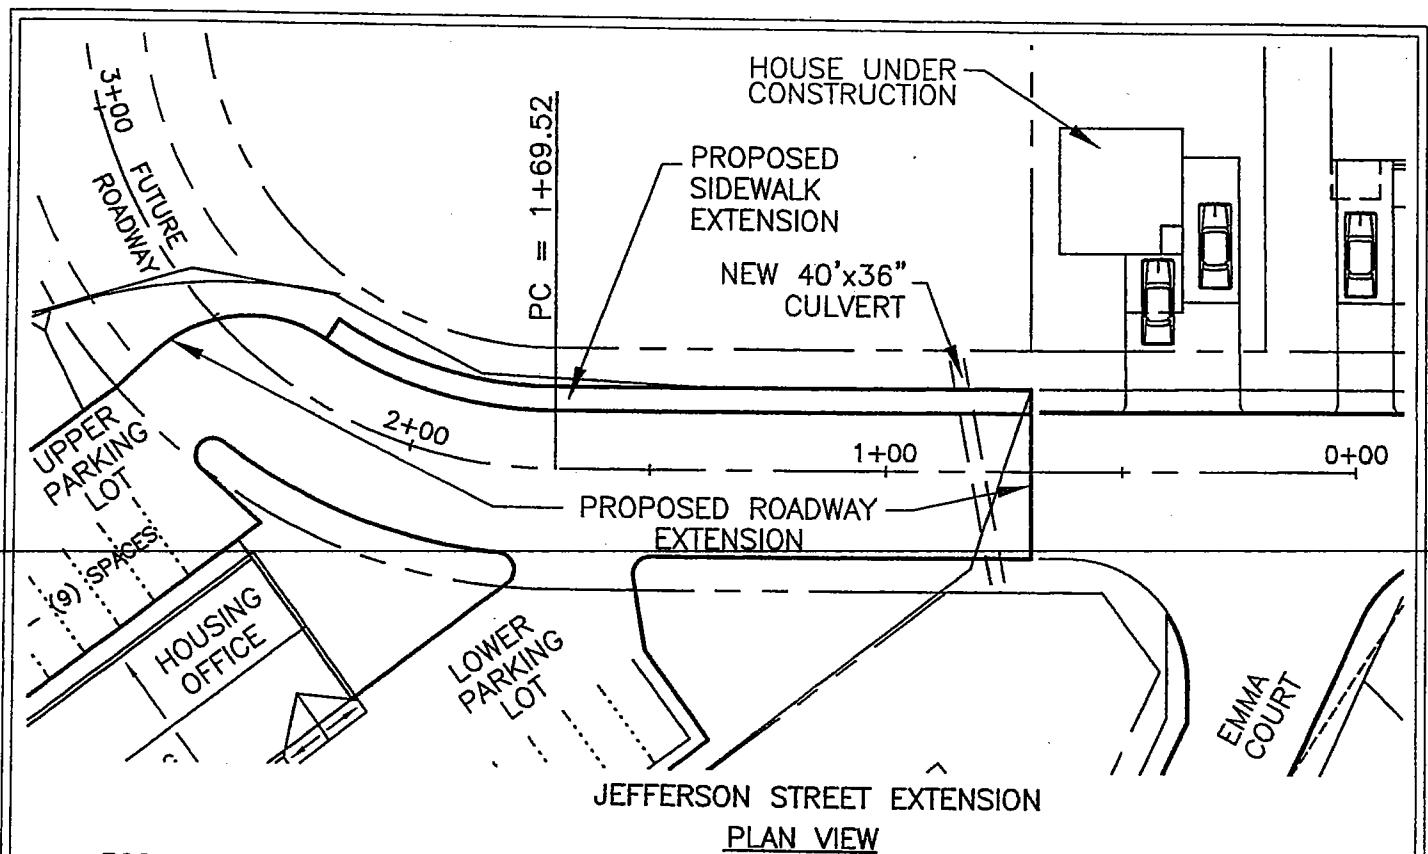 HOUSE UNDER
CONSTRUCTION
3+00
FUTURE
ROADWAY
PC = 1+69.52
PROPOSED
SIDEWALK
EXTENSION
NEW 40'x36"
CULVERT
2+00
1+00
0+00
UPPER
PARKING
LOT
(9) SPACES
PROPOSED ROADWAY
EXTENSION
HOUSING
OFFICE
LOWER
PARKING
LOT
EMMA
COURT
JEFFERSON STREET EXTENSION
PLAN VIEW